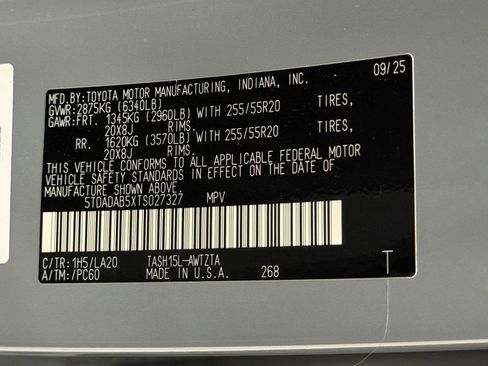 MFD.BY:TOYOTA MOTOR MANUFACTURING, INDIANA, INC. 09/25
GVWR:2875KG (6340LB)
GAWR:FRT. 1345KG (2960LB) WITH 255/55R20 TIRES,
20X8J RIMS.
RR. 1620KG (3570LB) WITH 255/55R20 TIRES,
20X8J RIMS.
THIS VEHICLE CONFORMS TO ALL APPLICABLE FEDERAL MOTOR
VEHICLE SAFETY STANDARDS IN EFFECT ON THE DATE OF
MANUFACTURE SHOWN ABOVE.
5TDADAB5XTS027327 MPV
C/TR:1H5/LA20 TASH15L-AWTZTA
A/TM:/PC60 MADE IN U.S.A. 268 T